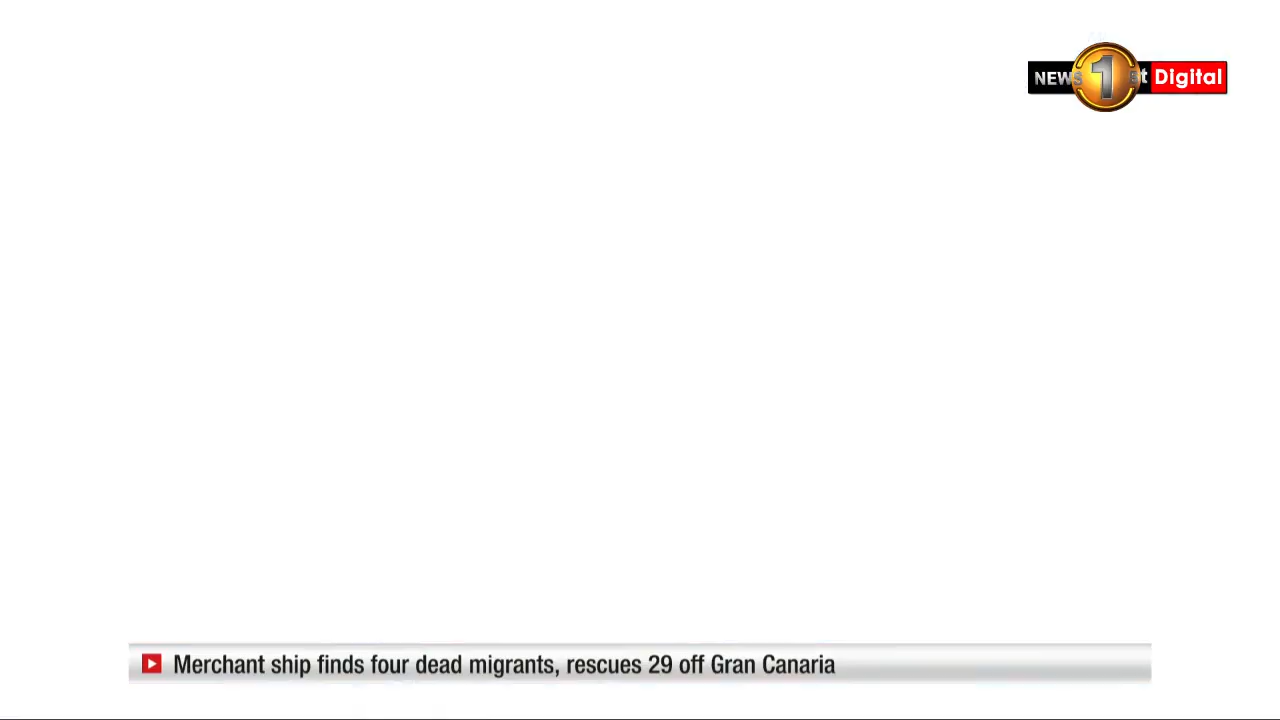 NEWS 1st Digital
Merchant ship finds four dead migrants, rescues 29 off Gran Canaria